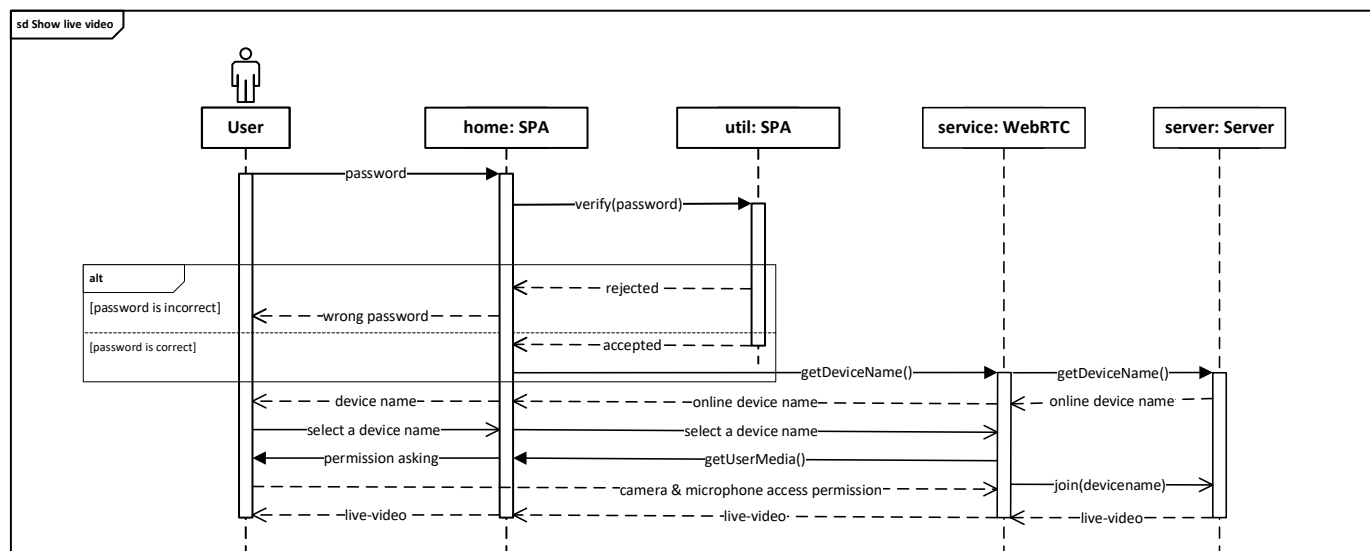 sd Show live video
User
home: SPA
util: SPA
service: WebRTC
server: Server
password
verify(password)
alt
rejected
[password is incorrect]
wrong password
[password is correct]
accepted
getDeviceName()
getDeviceName()
device name
online device name
online device name
select a device name
select a device name
permission asking
getUserMedia()
camera & microphone access permission
join(devicename)
live-video
live-video
live-video